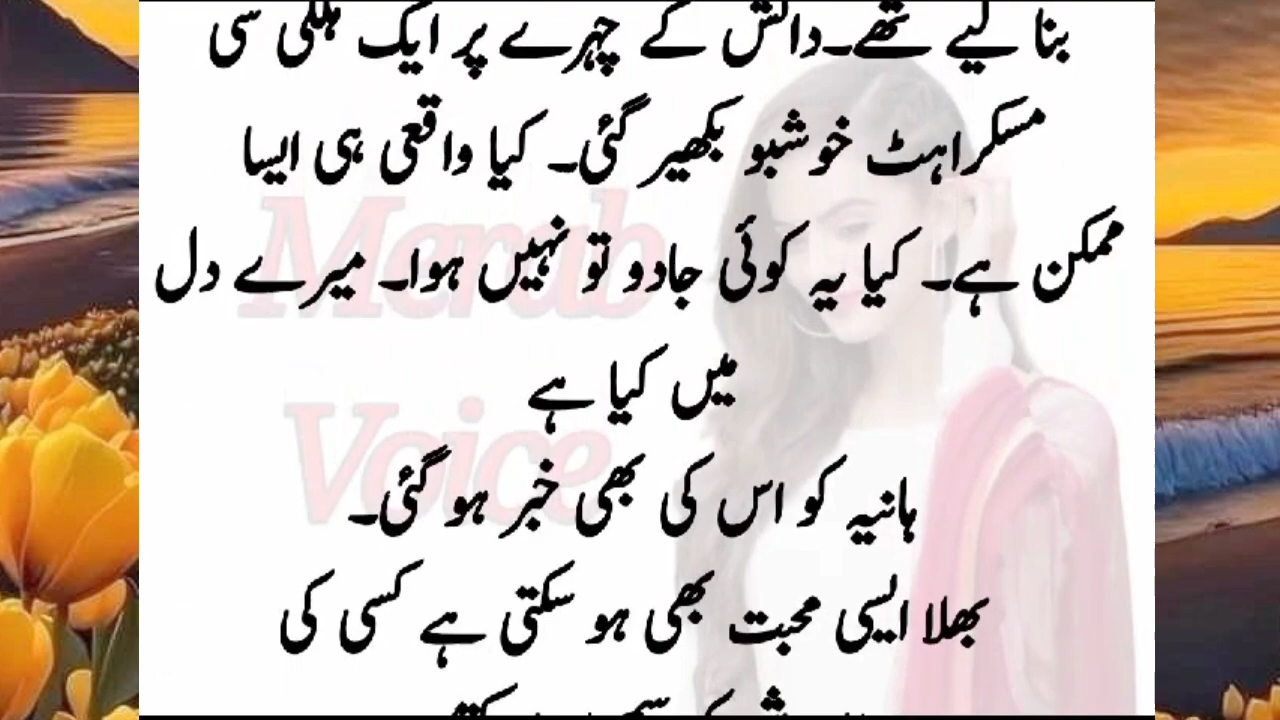 بنا لیے تھے۔دانش کے چہرے پر ایک ہلکی سی
مسکراہٹ خوشبو بکھیر گئی۔ کیا واقعی ہی ایسا
ممکن ہے۔ کیا یہ کوئی جادو تو نہیں ہوا۔ میرے دل
میں کیا ہے
ہانیہ کو اس کی بھی خبر ہو گئی۔
بھلا ایسی محبت بھی ہو سکتی ہے کسی کی
Merub
Voice